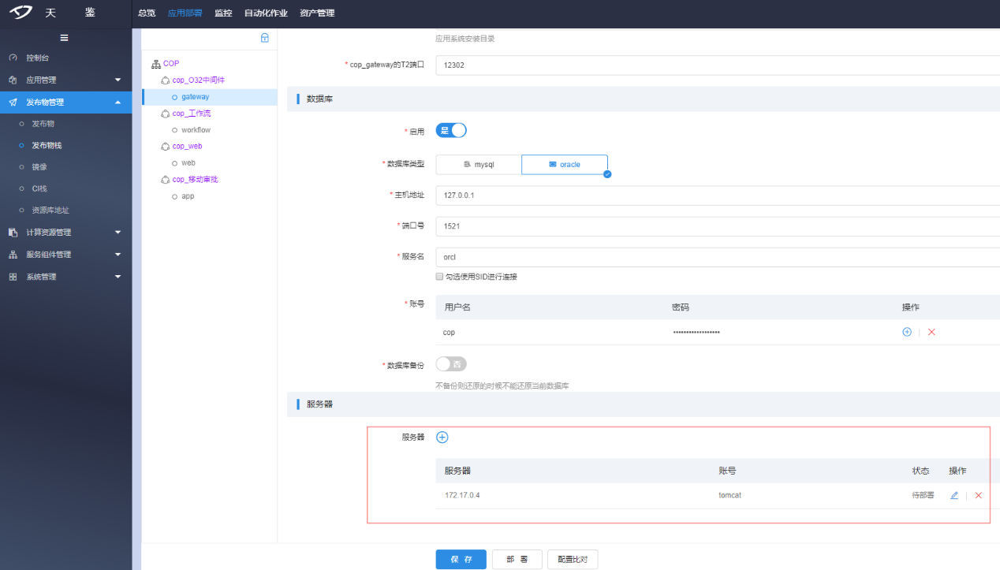 天 鉴
总览 应用部署 监控 自动化作业 资产管理
控制台
应用管理
发布物管理
发布物
发布物栈
镜像
CI栈
资源库地址
计算资源管理
服务组件管理
系统管理
COP
cop_O32中间件
gateway
cop_工作流
workflow
cop_web
web
cop_移动审批
app
应用系统安装目录
* cop_gateway的T2端口 12302
数据库
* 启用 是
* 数据库类型 mysql oracle
* 主机地址 127.0.0.1
* 端口号 1521
* 服务名 orcl
勾选使用SID进行连接
* 账号 用户名 密码 操作
cop ••••••••••••••••••
* 数据库备份 否
不备份则还原的时候不能还原当前数据库
服务器
服务器
服务器 账号 状态 操作
172.17.0.4 tomcat 待部署
保 存 部 署 配置比对